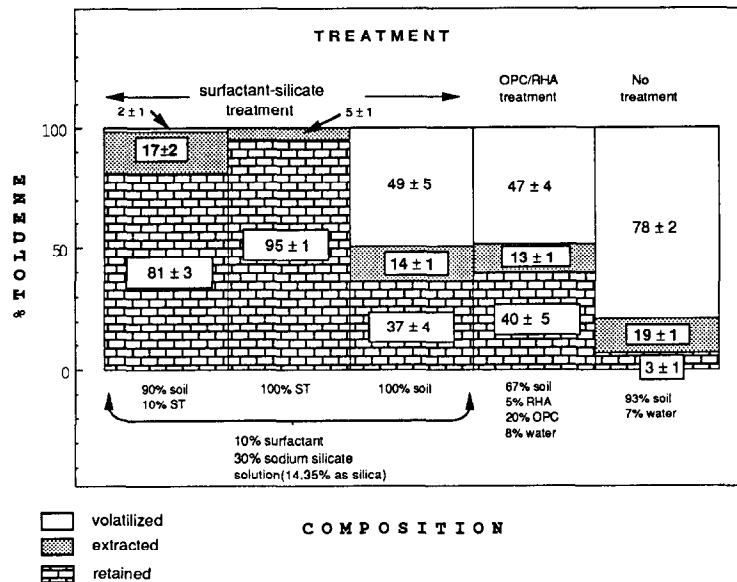 TREATMENT
surfactant-silicate
treatment
OPC/RHA
treatment
No
treatment
2 ± 1
5 ± 1
100
50
0
% TOLUENE
17±2
81 ± 3
95 ± 1
49 ± 5
14 ± 1
37 ± 4
47 ± 4
13 ± 1
40 ± 5
78 ± 2
19 ± 1
3 ± 1
90% soil
10% ST
100% ST
100% soil
67% soil
5% RHA
20% OPC
8% water
93% soil
7% water
10% surfactant
30% sodium silicate
solution(14.35% as silica)
COMPOSITION
volatilized
extracted
retained